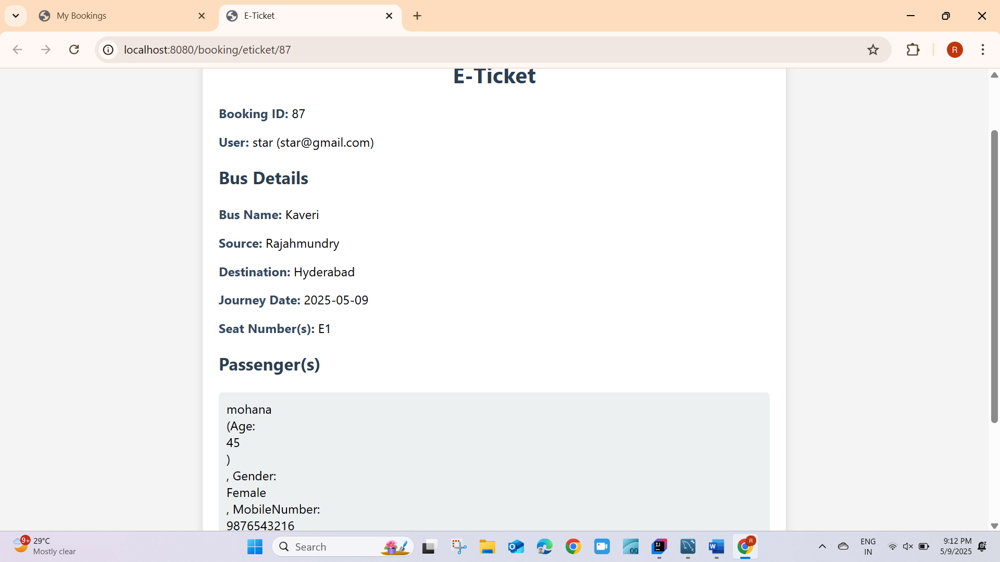 My Bookings
E-Ticket
localhost:8080/booking/eticket/87
R
E-Ticket
Booking ID: 87
User: star (star@gmail.com)
Bus Details
Bus Name: Kaveri
Source: Rajahmundry
Destination: Hyderabad
Journey Date: 2025-05-09
Seat Number(s): E1
Passenger(s)
mohana
(Age:
45
)
, Gender:
Female
, MobileNumber:
9876543216
9+
29°C
Mostly clear
Search
00
R
ENG
IN
9:12 PM
5/9/2025